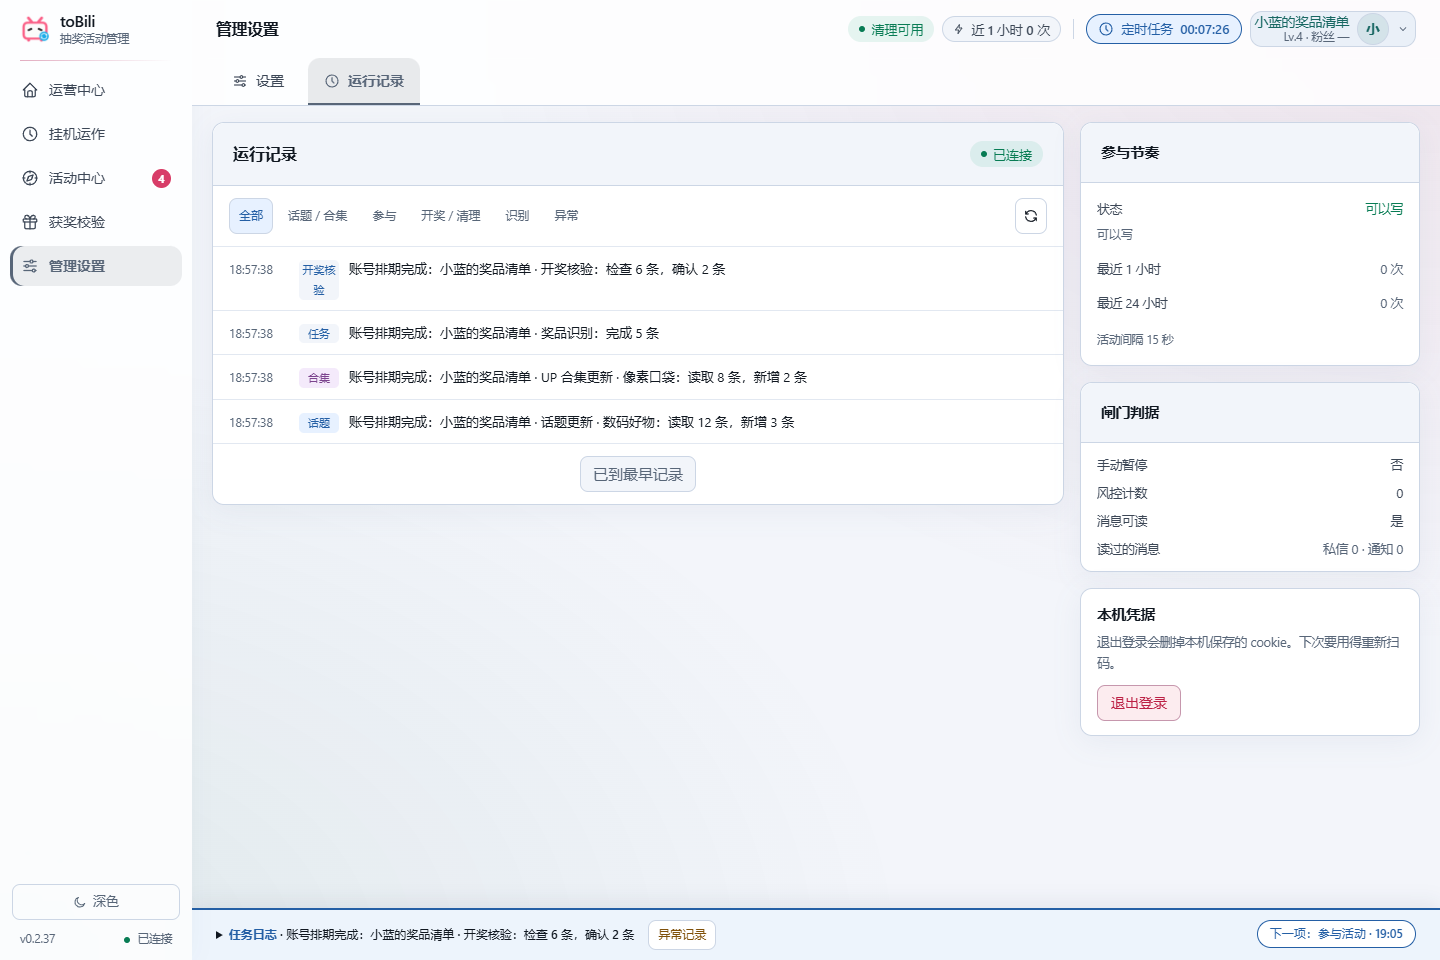 toBili
抽奖活动管理
运营中心
挂机运作
活动中心 4
获奖校验
管理设置
深色
v0.2.37 已连接
管理设置
清理可用
近 1 小时 0 次
定时任务 00:07:26
小蓝的奖品清单
Lv.4 · 粉丝 —
小
设置
运行记录
运行记录
已连接
全部 话题 / 合集 参与 开奖 / 清理 识别 异常
18:57:38 开奖核验 账号排期完成：小蓝的奖品清单 · 开奖核验：检查 6 条，确认 2 条
18:57:38 任务 账号排期完成：小蓝的奖品清单 · 奖品识别：完成 5 条
18:57:38 合集 账号排期完成：小蓝的奖品清单 · UP 合集更新 · 像素口袋：读取 8 条，新增 2 条
18:57:38 话题 账号排期完成：小蓝的奖品清单 · 话题更新 · 数码好物：读取 12 条，新增 3 条
已到最早记录
参与节奏
状态 可以写
可以写
最近 1 小时 0 次
最近 24 小时 0 次
活动间隔 15 秒
闸门判据
手动暂停 否
风控计数 0
消息可读 是
读过的消息 私信 0 · 通知 0
本机凭据
退出登录会删掉本机保存的 cookie。下次要用得重新扫
码。
退出登录
任务日志 · 账号排期完成：小蓝的奖品清单 · 开奖核验：检查 6 条，确认 2 条 异常记录
下一项：参与活动 · 19:05